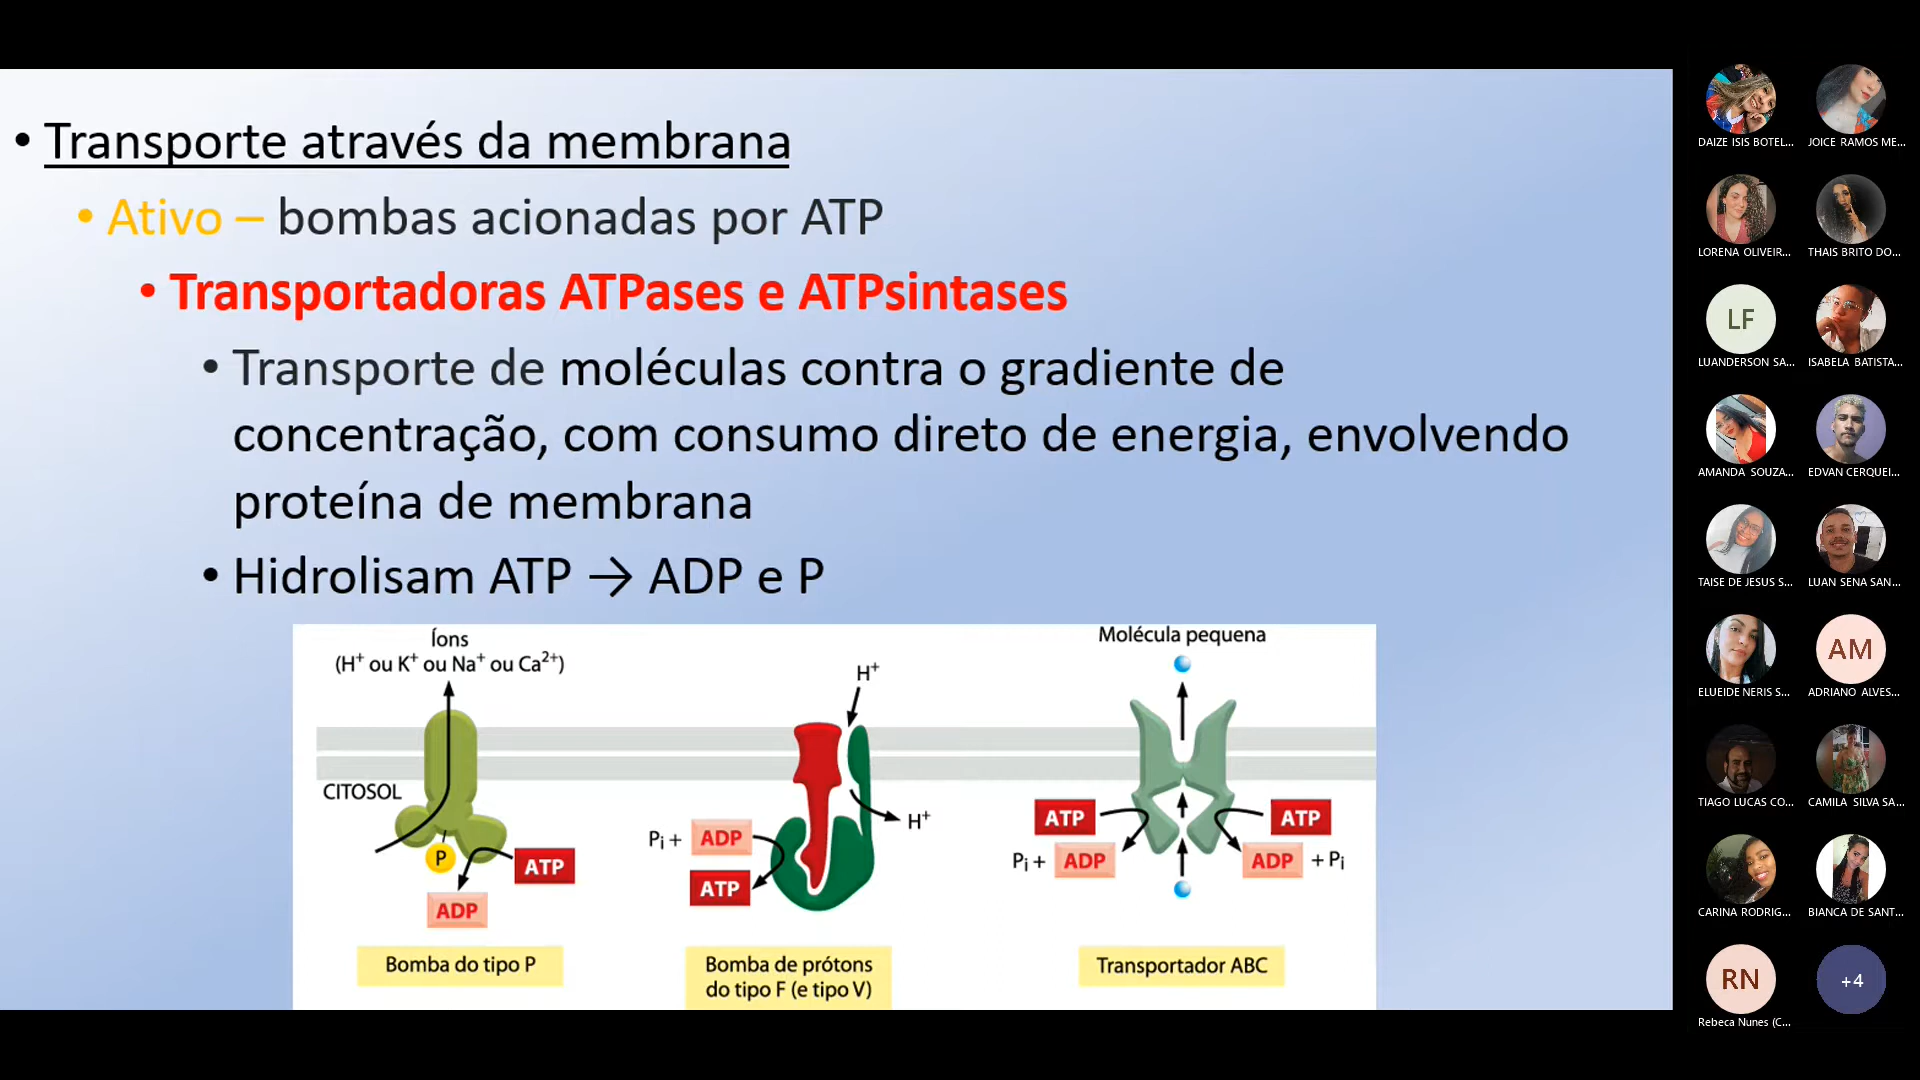 • Transporte através da membrana
• Ativo – bombas acionadas por ATP
• Transportadoras ATPases e ATPsintases
• Transporte de moléculas contra o gradiente de
concentração, com consumo direto de energia, envolvendo
proteína de membrana
• Hidrolisam ATP → ADP e P
Íons
(H⁺ ou K⁺ ou Na⁺ ou Ca²⁺)
CITOSOL
P
ATP
ADP
Bomba do tipo P
H⁺
H⁺
Pᵢ + ADP
ATP
Bomba de prótons
do tipo F (e tipo V)
Molécula pequena
ATP
ATP
Pᵢ + ADP
ADP + Pᵢ
Transportador ABC
DAIZE ISIS BOTEL...
JOICE RAMOS ME...
LORENA OLIVEIR...
THAIS BRITO DO...
LF
LUANDERSON SA...
ISABELA BATISTA...
AMANDA SOUZA...
EDVAN CERQUEI...
TAISE DE JESUS S...
LUAN SENA SAN...
ELUEIDE NERIS S...
AM
ADRIANO ALVES...
TIAGO LUCAS CO...
CAMILA SILVA SA...
CARINA RODRIG...
BIANCA DE SANT...
RN
Rebeca Nunes (C...
+4